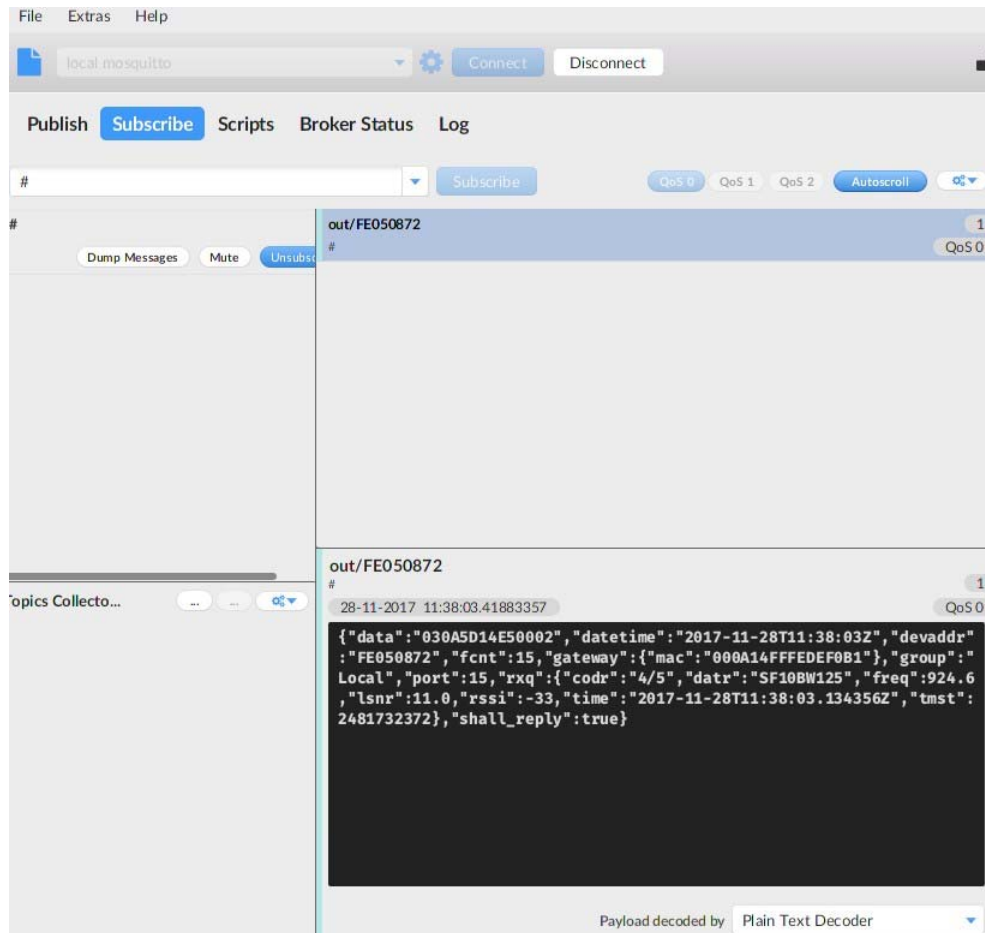 File Extras Help
local mosquitto Connect Disconnect
Publish Subscribe Scripts Broker Status Log
# Subscribe QoS 0 QoS 1 QoS 2 Autoscroll
#
Dump Messages Mute Unsubsc
out/FE050872 1
# QoS 0
out/FE050872
# 1
28-11-2017 11:38:03.41883357 QoS 0
{"data":"030A5D14E50002","datetime":"2017-11-28T11:38:03Z","devaddr"
:"FE050872","fcnt":15,"gateway":{"mac":"000A14FFFEDEF0B1"},"group":"
Local","port":15,"rxq":{"codr":"4/5","datr":"SF10BW125","freq":924.6
,"lsnr":11.0,"rssi":-33,"time":"2017-11-28T11:38:03.134356Z","tmst":
2481732372},"shall_reply":true}
Topics Collecto... ... ...
Payload decoded by Plain Text Decoder